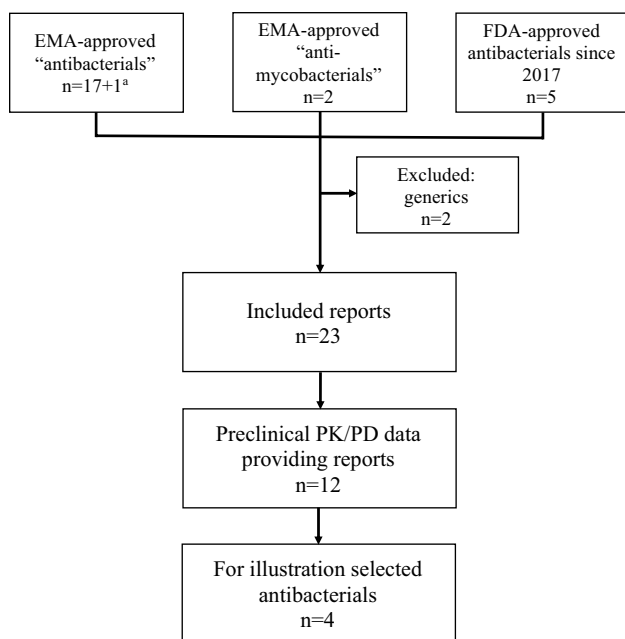 EMA-approved
“antibacterials”
n=17+1ª
EMA-approved
“anti-
mycobacterials”
n=2
FDA-approved
antibacterials since
2017
n=5
Excluded:
generics
n=2
Included reports
n=23
Preclinical PK/PD data
providing reports
n=12
For illustration selected
antibacterials
n=4